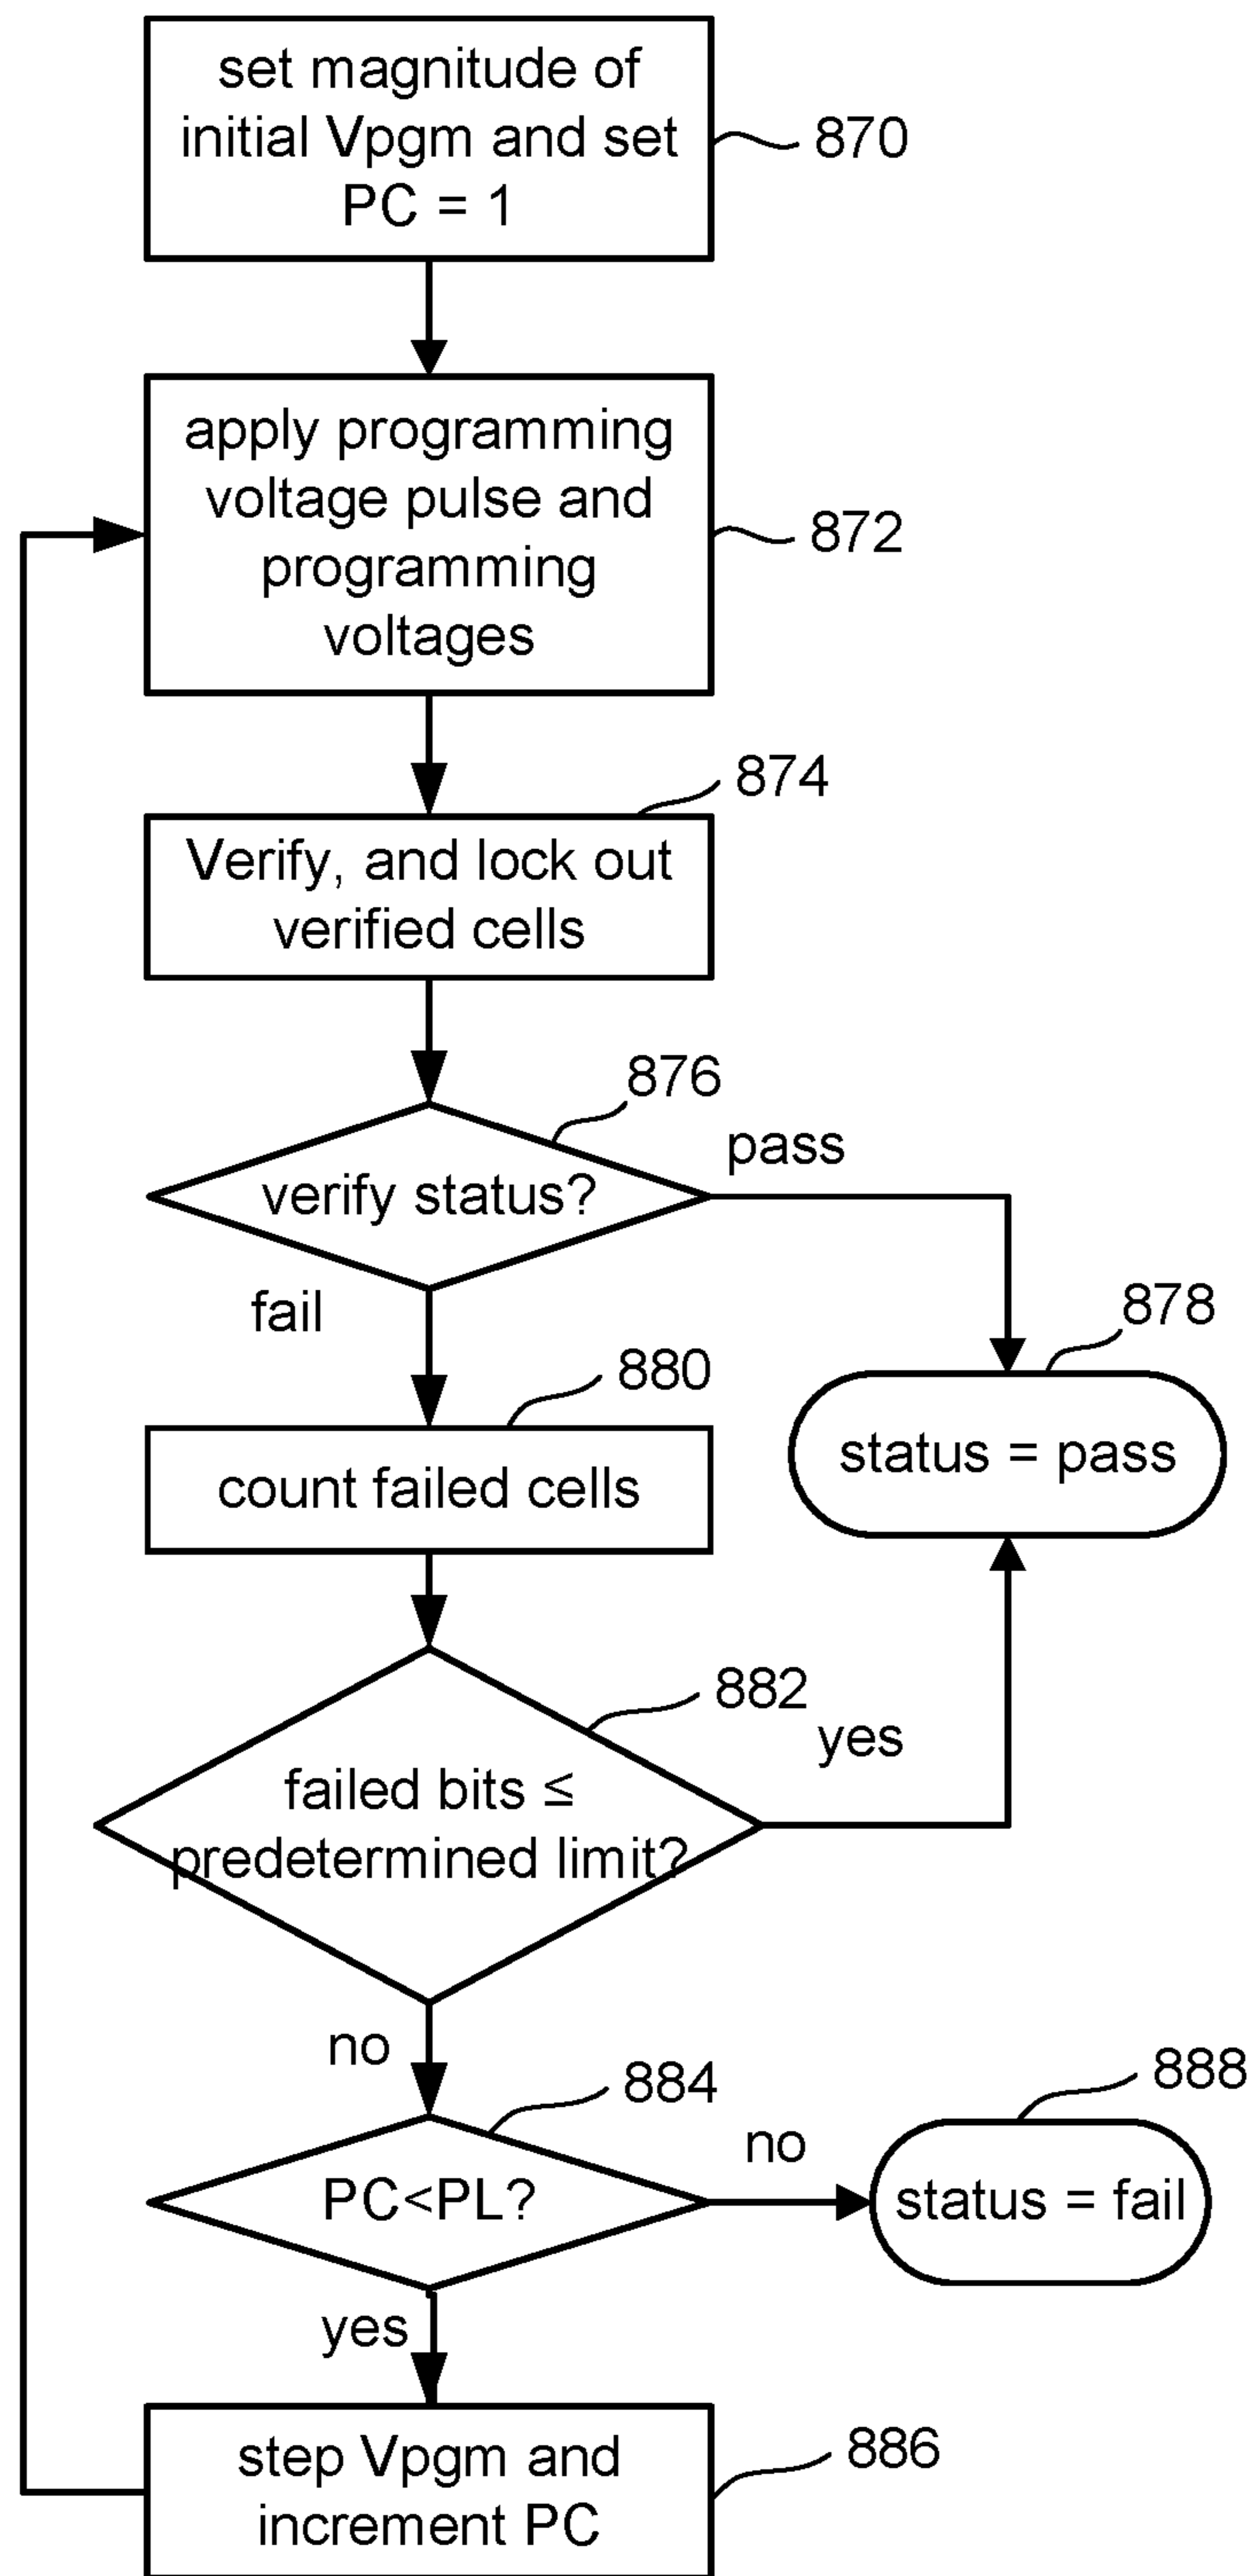 set magnitude of
initial Vpgm and set
PC = 1
870
apply programming
voltage pulse and
programming
voltages
872
874
Verify, and lock out
verified cells
876
pass
verify status?
fail
878
880
status = pass
count failed cells
882
yes
failed bits ≤
predetermined limit?
no
884
888
no
PC<PL?
status = fail
yes
step Vpgm and
increment PC
886